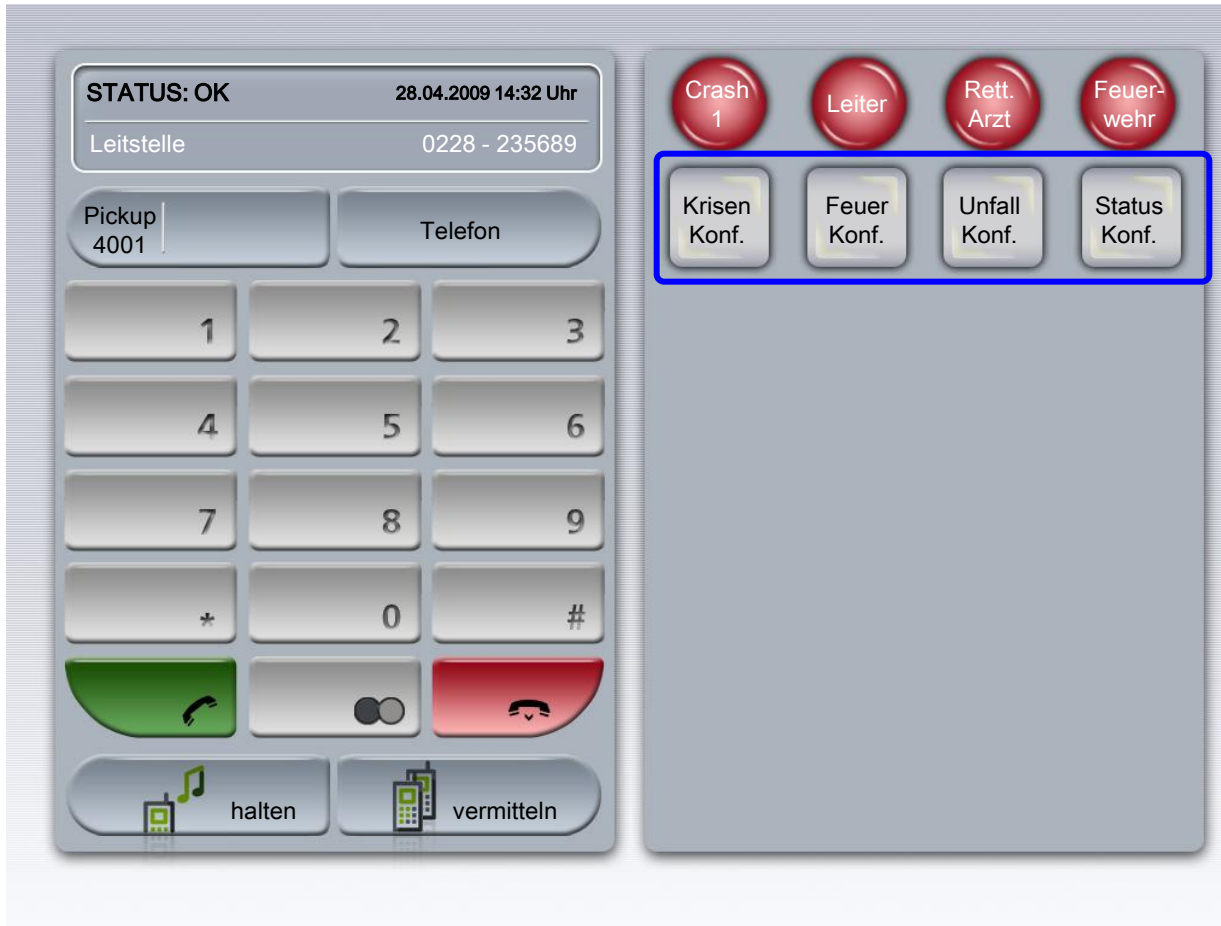 STATUS: OK 28.04.2009 14:32 Uhr
Leitstelle 0228 - 235689
Pickup
4001
Telefon
1 2 3
4 5 6
7 8 9
* 0 #
halten vermitteln
Crash
1
Leiter
Rett.
Arzt
Feuer-
wehr
Krisen
Konf.
Feuer
Konf.
Unfall
Konf.
Status
Konf.